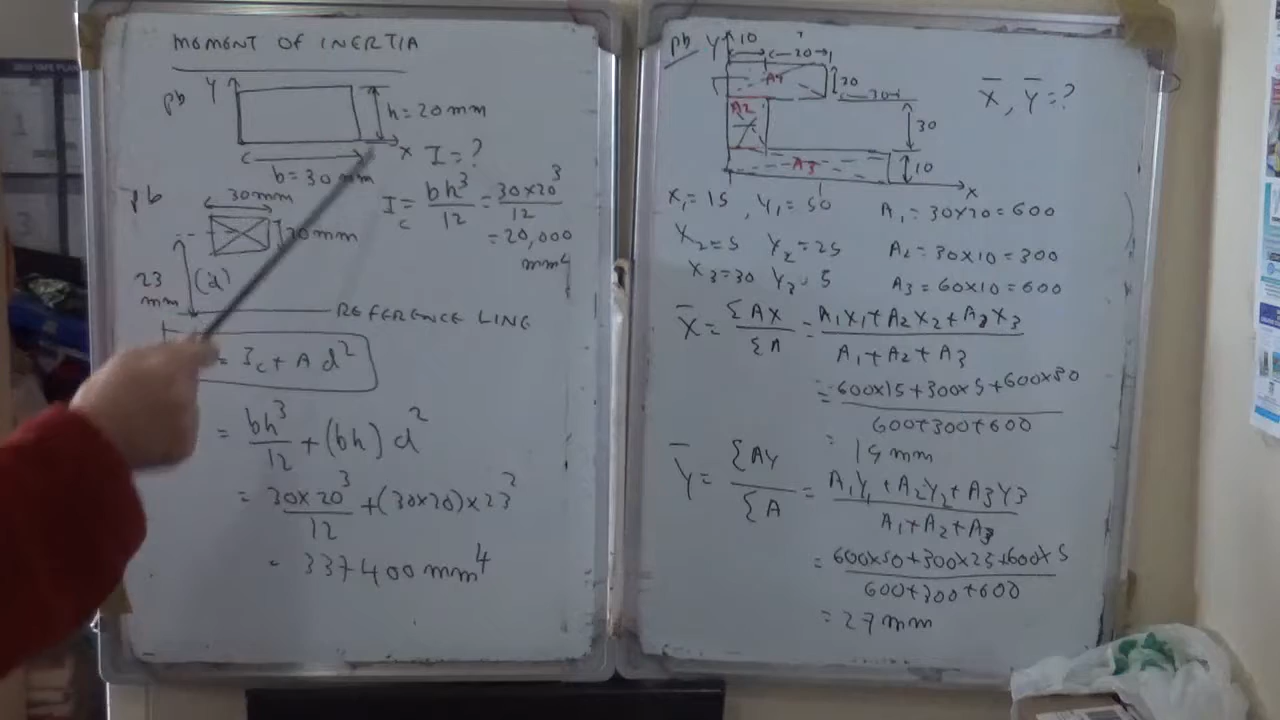 MOMENT OF INERTIA
pb Y
h = 20mm
x I = ?
b = 30 mm
pb 30mm
I = bh³/12 = 30×20³/12
c
20mm
= 20,000
mm⁴
23
mm (d)
REFERENCE LINE
= Ic + A d²
= bh³/12 + (bh) d²
= 30×20³/12 + (30×20) × 23²
= 337400 mm⁴
pb Y 10
20
A1 20
30
A2
30
A3 10
x
X̄, Ȳ = ?
X₁ = 15, Y₁ = 50 A₁ = 30×20 = 600
X₂ = 5 Y₂ = 25 A₂ = 30×10 = 300
X₃ = 30 Y₃ = 5 A₃ = 60×10 = 600
X̄ = ΣAX/ΣA = A₁X₁ + A₂X₂ + A₃X₃/A₁ + A₂ + A₃
= 600×15 + 300×5 + 600×30/600+300+600
= 19 mm
Ȳ = ΣAY/ΣA = A₁Y₁ + A₂Y₂ + A₃Y₃/A₁ + A₂ + A₃
= 600×50 + 300×25 + 600×5/600+300+600
= 27 mm